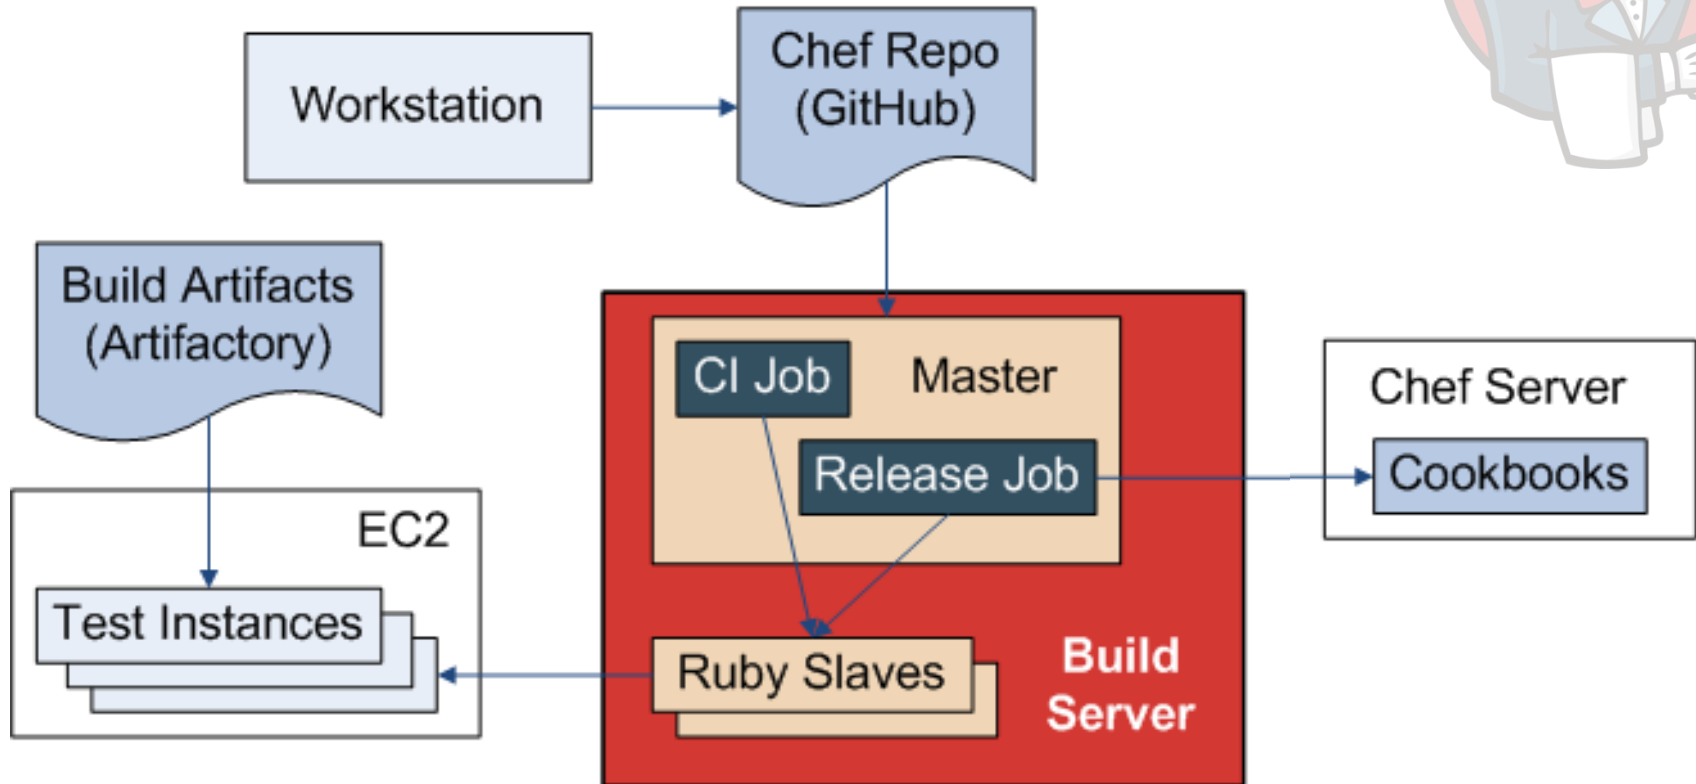 Workstation
Chef Repo
(GitHub)
Build Artifacts
(Artifactory)
CI Job
Master
Release Job
Chef Server
Cookbooks
EC2
Test Instances
Ruby Slaves
Build
Server